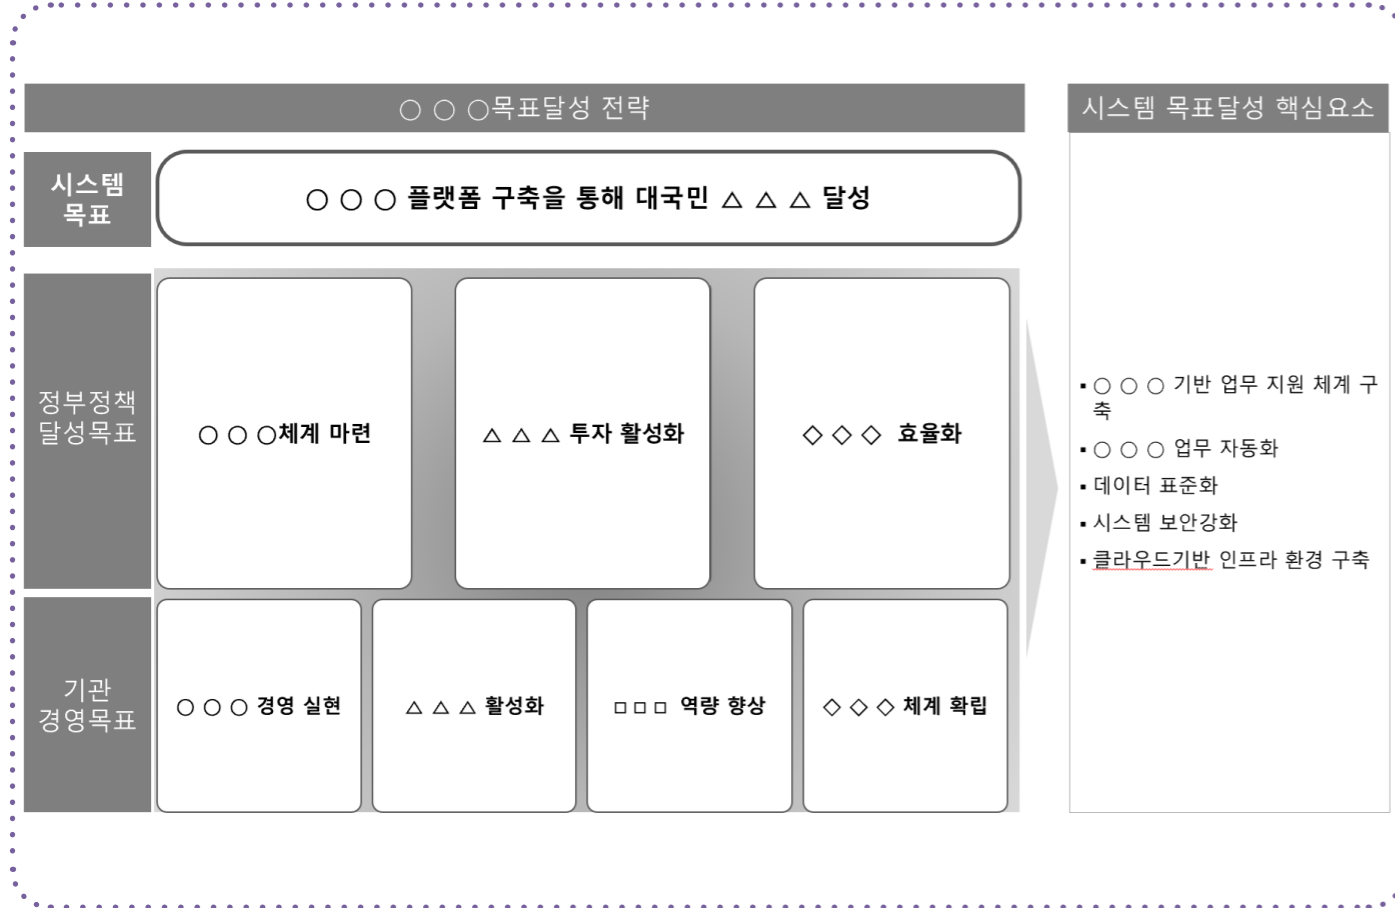 ○ ○ ○목표달성 전략
시스템
목표
○ ○ ○ 플랫폼 구축을 통해 대국민 △ △ △ 달성
정부정책
달성목표
○ ○ ○체계 마련
△ △ △ 투자 활성화
◇ ◇ ◇ 효율화
기관
경영목표
○ ○ ○ 경영 실현
△ △ △ 활성화
□ □ □ 역량 향상
◇ ◇ ◇ 체계 확립
시스템 목표달성 핵심요소
▪ ○ ○ ○ 기반 업무 지원 체계 구
축
▪ ○ ○ ○ 업무 자동화
▪ 데이터 표준화
▪ 시스템 보안강화
▪ 클라우드기반 인프라 환경 구축